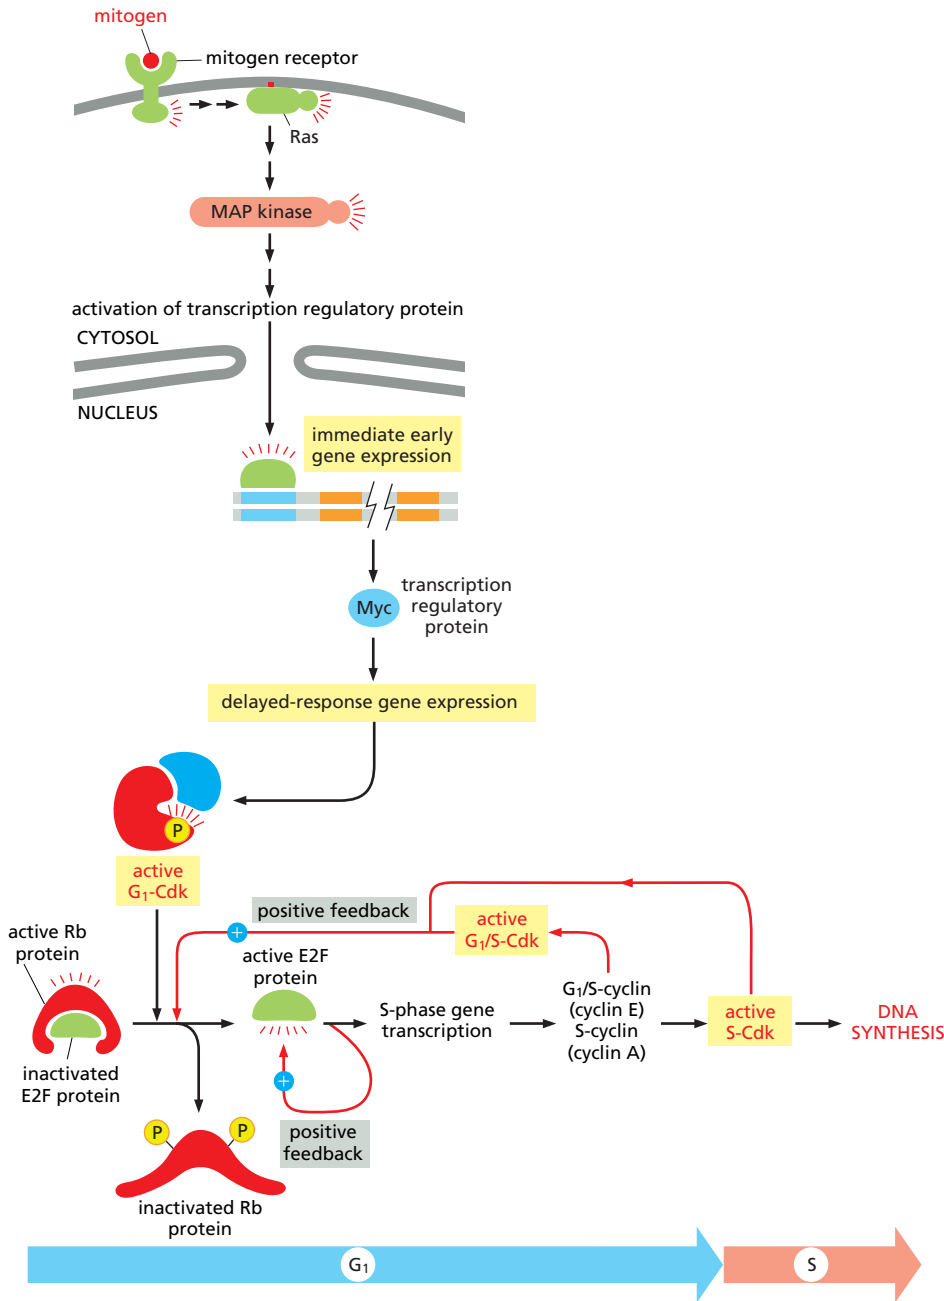 mitogen
mitogen receptor
Ras
MAP kinase
activation of transcription regulatory protein
CYTOSOL
NUCLEUS
immediate early
gene expression
transcription
regulatory
protein
Myc
delayed-response gene expression
P
active
G₁-Cdk
positive feedback
active
G₁/S-Cdk
+
active Rb
protein
active E2F
protein
S-phase gene
transcription
G₁/S-cyclin
(cyclin E)
S-cyclin
(cyclin A)
active
S-Cdk
DNA
SYNTHESIS
inactivated
E2F protein
+
P
P
positive
feedback
inactivated Rb
protein
G₁
S